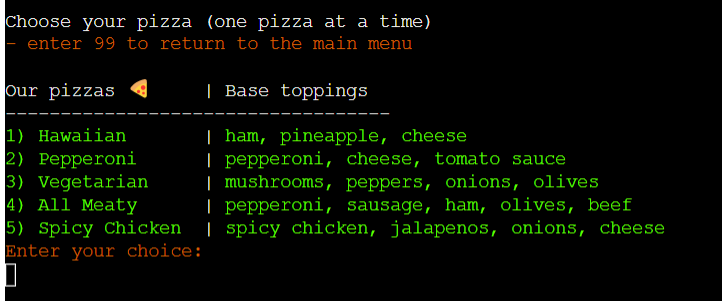 Choose your pizza (one pizza at a time)
- enter 99 to return to the main menu
Our pizzas 🍕 | Base toppings
-----------------------------------
1) Hawaiian | ham, pineapple, cheese
2) Pepperoni | pepperoni, cheese, tomato sauce
3) Vegetarian | mushrooms, peppers, onions, olives
4) All Meaty | pepperoni, sausage, ham, olives, beef
5) Spicy Chicken | spicy chicken, jalapenos, onions, cheese
Enter your choice: